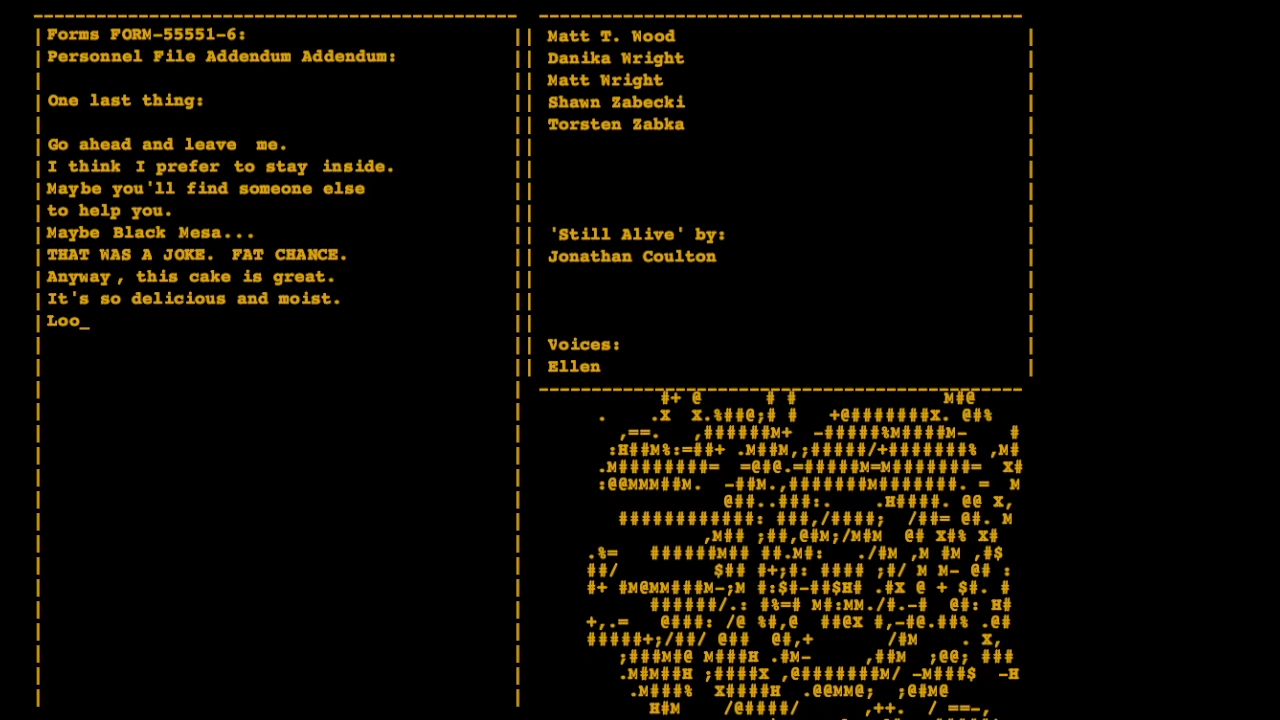 Forms FORM-55551-6:
Personnel File Addendum Addendum:
One last thing:
Go ahead and leave me.
I think I prefer to stay inside.
Maybe you'll find someone else
to help you.
Maybe Black Mesa...
THAT WAS A JOKE. FAT CHANCE.
Anyway, this cake is great.
It's so delicious and moist.
Loo_
Matt T. Wood
Danika Wright
Matt Wright
Shawn Zabecki
Torsten Zabka
'Still Alive' by:
Jonathan Coulton
Voices:
Ellen